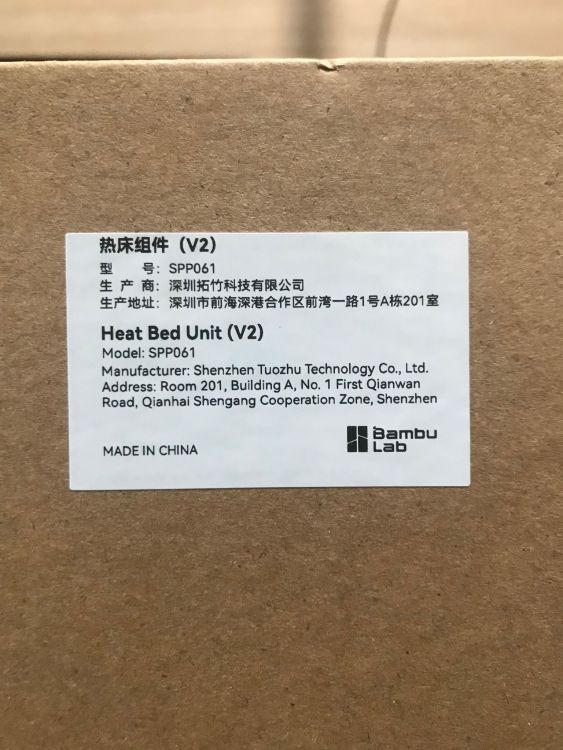 热床组件（V2）
型 号：SPP061
生 产 商：深圳拓竹科技有限公司
生产地址：深圳市前海深港合作区前湾一路1号A栋201室
Heat Bed Unit (V2)
Model: SPP061
Manufacturer: Shenzhen Tuozhu Technology Co., Ltd.
Address: Room 201, Building A, No. 1 First Qianwan
Road, Qianhai Shengang Cooperation Zone, Shenzhen
MADE IN CHINA
Bambu
Lab